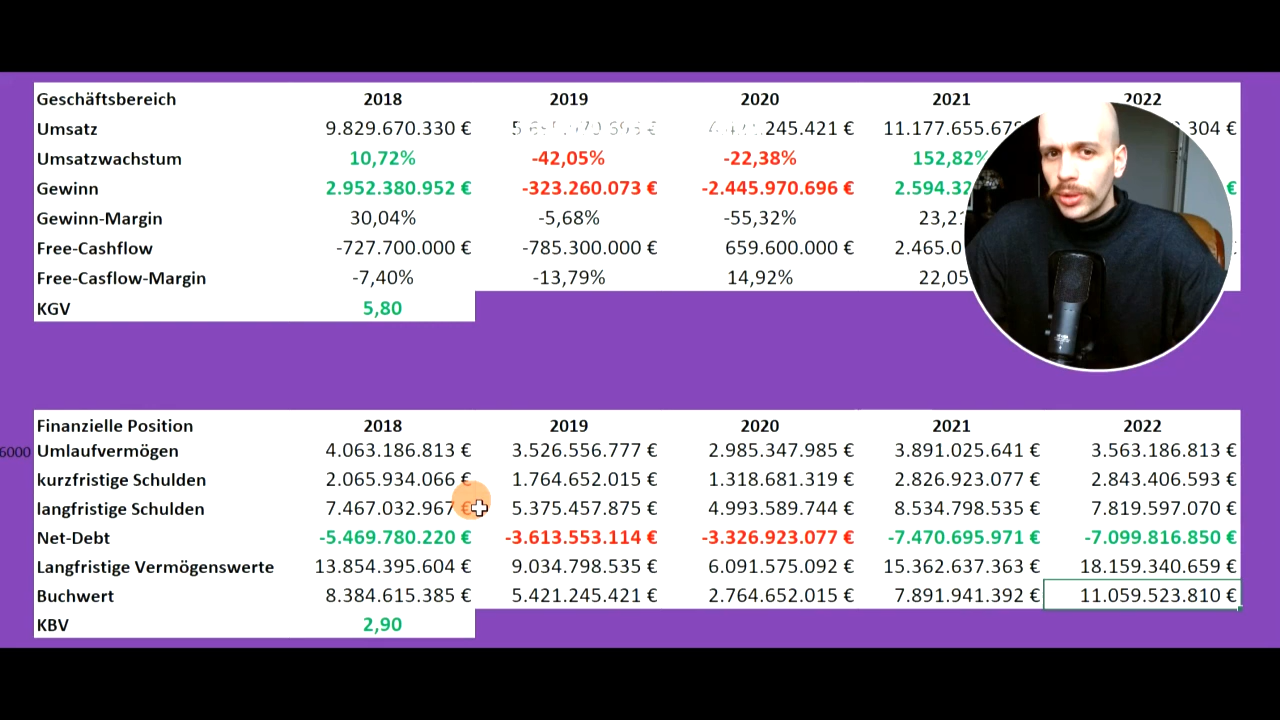 Geschäftsbereich 2018 2019 2020 2021 2022
Umsatz 9.829.670.330 € € .245.421 € 304 €
Umsatzwachstum 10,72% -42,05% -22,38% 152,82%
Gewinn 2.952.380.952 € -323.260.073 € -2.445.970.696 € €
Gewinn-Margin 30,04% -5,68% -55,32%
Free-Cashflow -727.700.000 € -785.300.000 € 659.600.000 €
Free-Casflow-Margin -7,40% -13,79% 14,92%
KGV 5,80
Finanzielle Position 2018 2019 2020 2021 2022
6000 Umlaufvermögen 4.063.186.813 € 3.526.556.777 € 2.985.347.985 € 3.891.025.641 € 3.563.186.813 €
kurzfristige Schulden 2.065.934.066 € 1.764.652.015 € 1.318.681.319 € 2.826.923.077 € 2.843.406.593 €
langfristige Schulden 7.467.032.967 € 5.375.457.875 € 4.993.589.744 € 8.534.798.535 € 7.819.597.070 €
Net-Debt -5.469.780.220 € -3.613.553.114 € -3.326.923.077 € -7.470.695.971 € -7.099.816.850 €
Langfristige Vermögenswerte 13.854.395.604 € 9.034.798.535 € 6.091.575.092 € 15.362.637.363 € 18.159.340.659 €
Buchwert 8.384.615.385 € 5.421.245.421 € 2.764.652.015 € 7.891.941.392 € 11.059.523.810 €
KBV 2,90